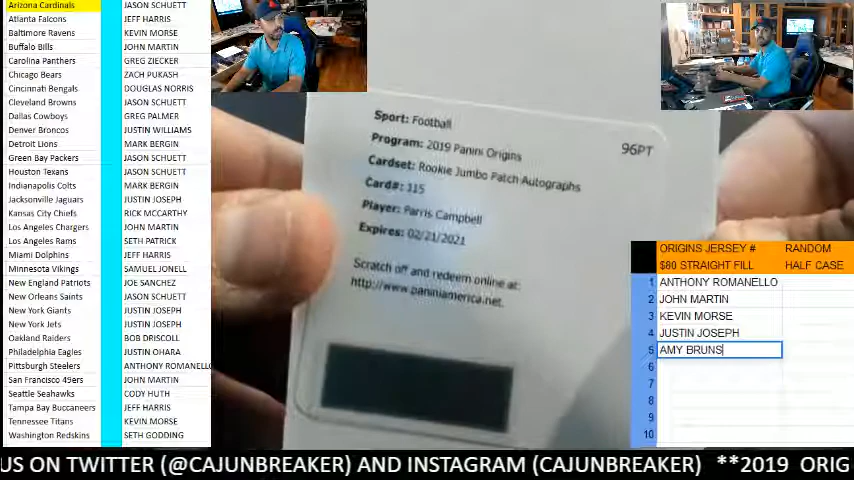 Arizona Cardinals JASON SCHUETT
Atlanta Falcons JEFF HARRIS
Baltimore Ravens KEVIN MORSE
Buffalo Bills JOHN MARTIN
Carolina Panthers GREG ZIECKER
Chicago Bears ZACH PUKASH
Cincinnati Bengals DOUGLAS NORRIS
Cleveland Browns JASON SCHUETT
Dallas Cowboys GREG PALMER
Denver Broncos JUSTIN WILLIAMS
Detroit Lions MARK BERGIN
Green Bay Packers JASON SCHUETT
Houston Texans JASON SCHUETT
Indianapolis Colts MARK BERGIN
Jacksonville Jaguars JUSTIN JOSEPH
Kansas City Chiefs RICK MCCARTHY
Los Angeles Chargers JOHN MARTIN
Los Angeles Rams SETH PATRICK
Miami Dolphins JEFF HARRIS
Minnesota Vikings SAMUEL JONELL
New England Patriots JOE SANCHEZ
New Orleans Saints JASON SCHUETT
New York Giants JUSTIN JOSEPH
New York Jets JUSTIN JOSEPH
Oakland Raiders BOB DRISCOLL
Philadelphia Eagles JUSTIN OHARA
Pittsburgh Steelers ANTHONY ROMANELLO
San Francisco 49ers JOHN MARTIN
Seattle Seahawks CODY HUTH
Tampa Bay Buccaneers JEFF HARRIS
Tennessee Titans KEVIN MORSE
Washington Redskins SETH GODDING
Sport: Football
96PT
Program: 2019 Panini Origins
Cardset: Rookie Jumbo Patch Autographs
Card#: 115
Player: Parris Campbell
Expires: 02/21/2021
Scratch off and redeem online at:
http://www.paniniamerica.net.
ORIGINS JERSEY # RANDOM
$80 STRAIGHT FILL HALF CASE
1 ANTHONY ROMANELLO
2 JOHN MARTIN
3 KEVIN MORSE
4 JUSTIN JOSEPH
5 AMY BRUNS
6
7
8
9
10
US ON TWITTER (@CAJUNBREAKER) AND INSTAGRAM (CAJUNBREAKER) **2019 ORIG